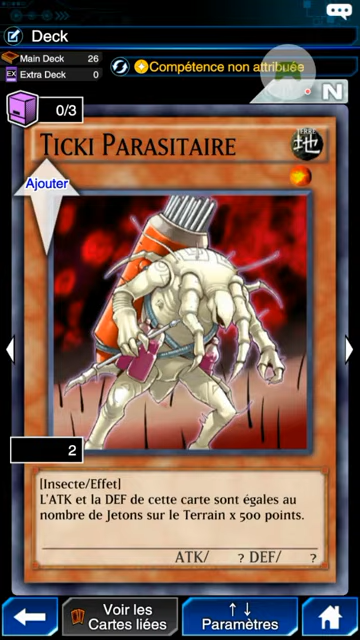 Deck
Main Deck 26
EX Extra Deck 0
Compétence non attribuée
0/3
N
TICKI PARASITAIRE
TERRE
地
Ajouter
2
[Insecte/Effet]
L'ATK et la DEF de cette carte sont égales au
nombre de Jetons sur le Terrain x 500 points.
ATK/ ? DEF/ ?
Voir les
Cartes liées
Paramètres